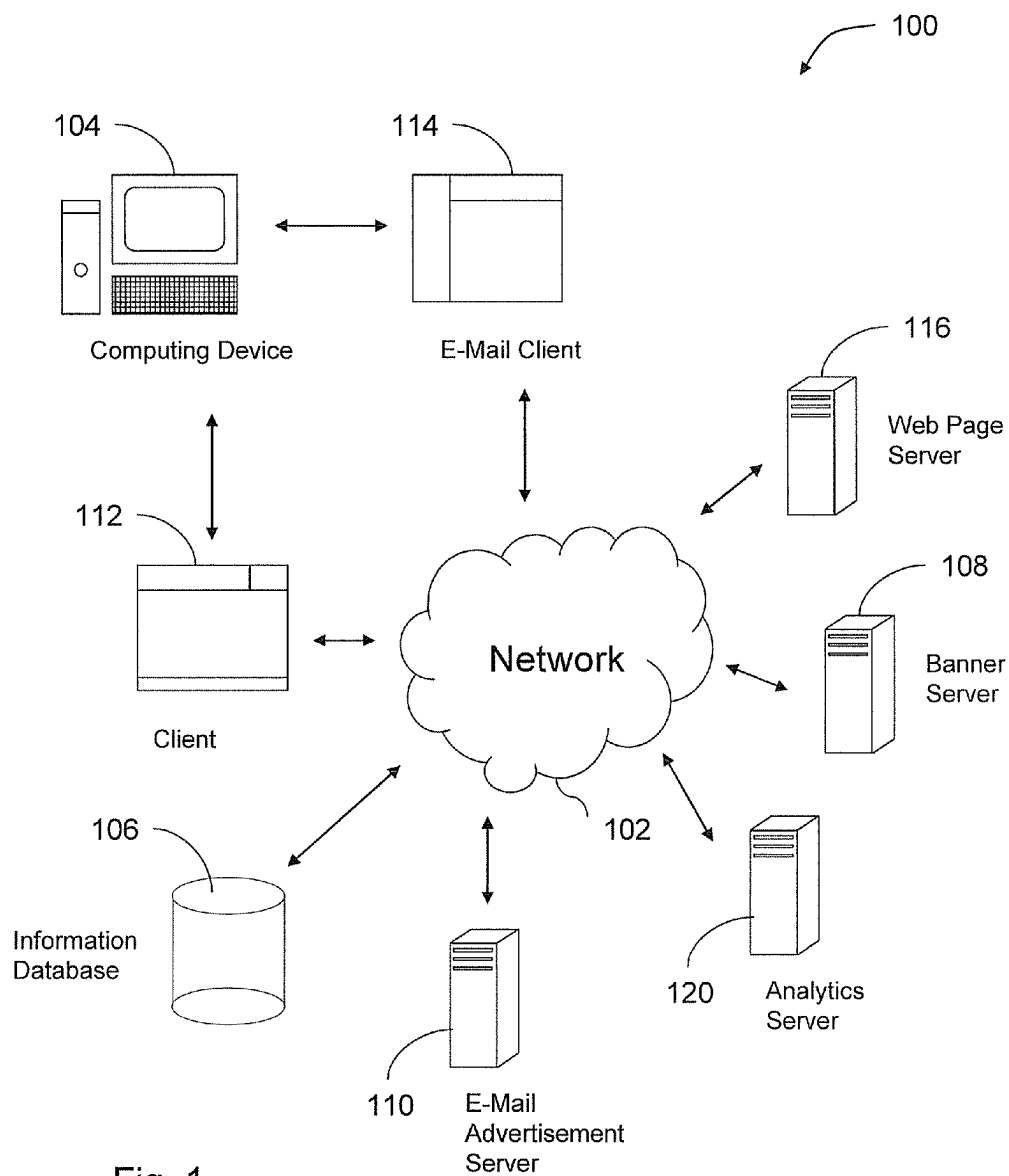 100
104
114
Computing Device
E-Mail Client
116
Web Page
Server
112
108
Network
Banner
Server
Client
102
106
Information
Database
120
Analytics
Server
110
E-Mail
Advertisement
Server
Fig. 1